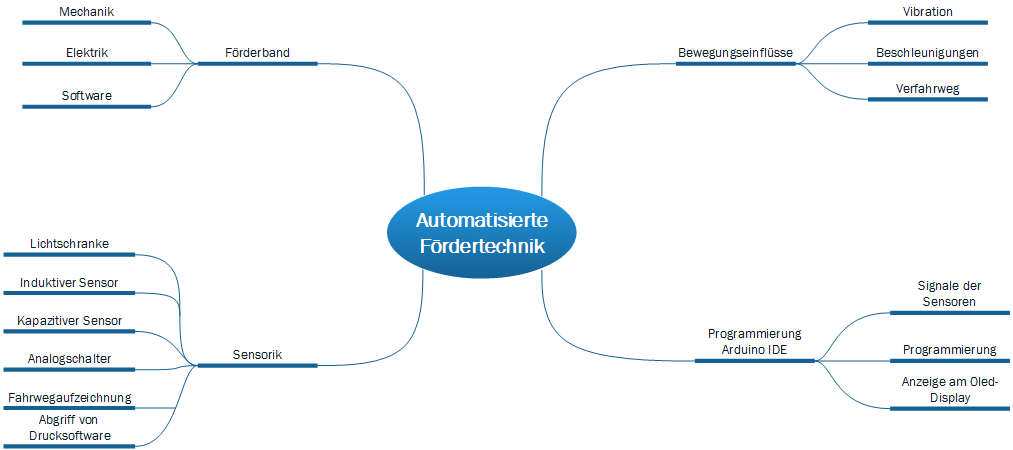 Mechanik
Elektrik
Software
Förderband
Bewegungseinflüsse
Vibration
Beschleunigungen
Verfahrweg
Automatisierte
Fördertechnik
Lichtschranke
Induktiver Sensor
Kapazitiver Sensor
Analogschalter
Fahrwegaufzeichnung
Abgriff von
Drucksoftware
Sensorik
Programmierung
Arduino IDE
Signale der
Sensoren
Programmierung
Anzeige am Oled-
Display